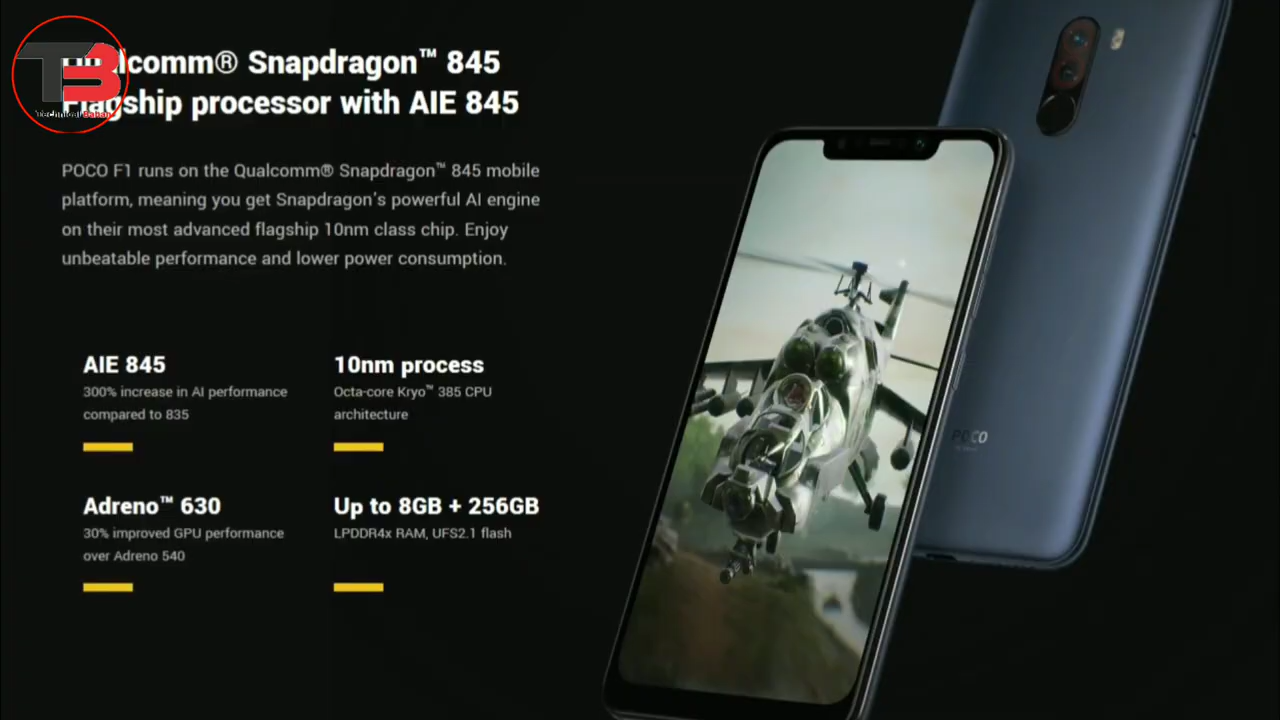 TB
Technical
Qualcomm® Snapdragon™ 845
Flagship processor with AIE 845
POCO F1 runs on the Qualcomm® Snapdragon™ 845 mobile
platform, meaning you get Snapdragon's powerful AI engine
on their most advanced flagship 10nm class chip. Enjoy
unbeatable performance and lower power consumption.
AIE 845
300% increase in AI performance
compared to 835
10nm process
Octa-core Kryo™ 385 CPU
architecture
Adreno™ 630
30% improved GPU performance
over Adreno 540
Up to 8GB + 256GB
LPDDR4x RAM, UFS2.1 flash
POCO